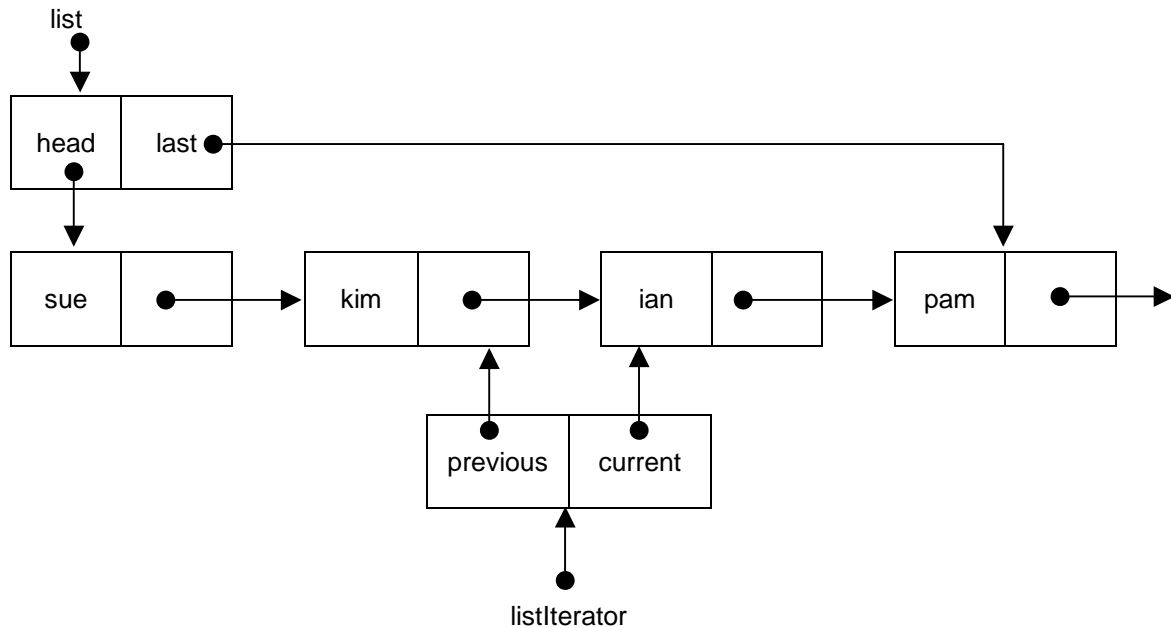 list
head last
sue kim ian pam
previous current
listIterator